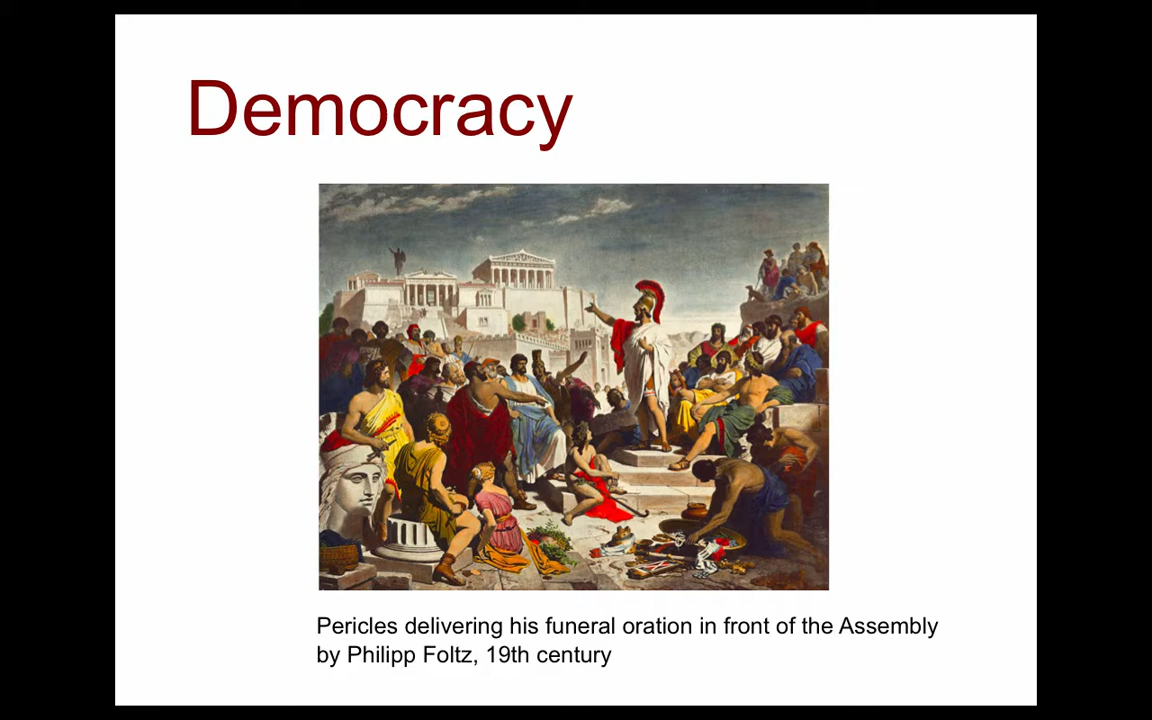 Democracy
Pericles delivering his funeral oration in front of the Assembly
by Philipp Foltz, 19th century